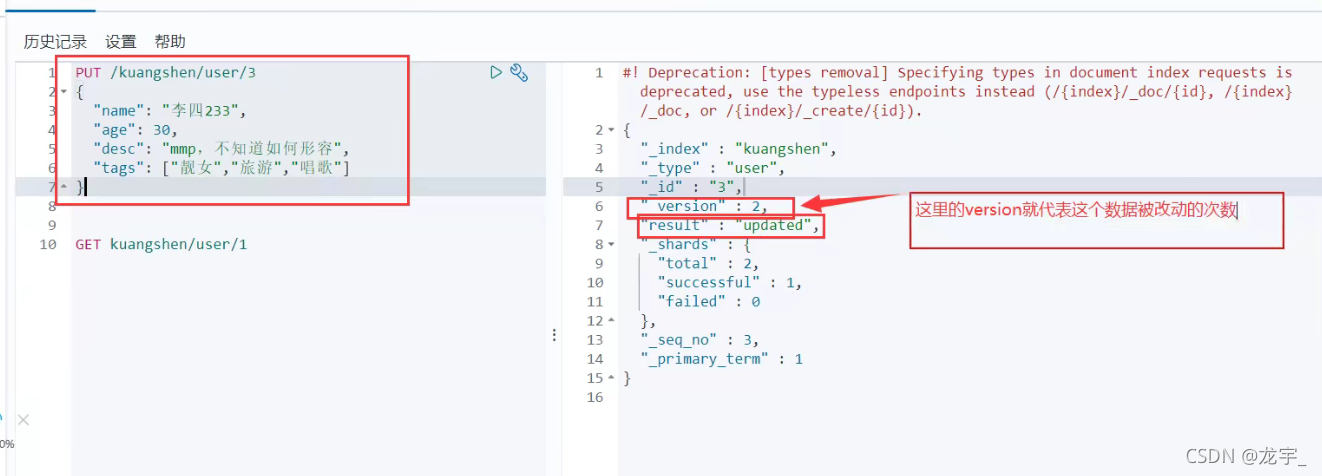 历史记录 设置 帮助
1 PUT /kuangshen/user/3
2 {
3 "name": "李四233",
4 "age": 30,
5 "desc": "mmp，不知道如何形容",
6 "tags": ["靓女","旅游","唱歌"]
7 }
8
9
10 GET kuangshen/user/1
1 #! Deprecation: [types removal] Specifying types in document index requests is
deprecated, use the typeless endpoints instead (/{index}/_doc/{id}, /{index}
/_doc, or /{index}/_create/{id}).
2 {
3 "_index" : "kuangshen",
4 "_type" : "user",
5 "_id" : "3",
6 "_version" : 2,
7 "result" : "updated",
8 "_shards" : {
9 "total" : 2,
10 "successful" : 1,
11 "failed" : 0
12 },
13 "_seq_no" : 3,
14 "_primary_term" : 1
15 }
16
这里的version就代表这个数据被改动的次数
0%
CSDN @龙宇_